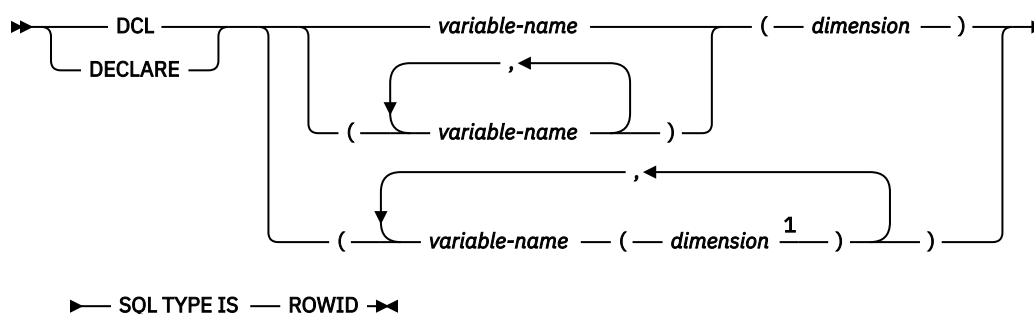 DCL variable-name ( dimension )
DECLARE
,
( variable-name )
,
( variable-name ( dimension 1 ) )
SQL TYPE IS ROWID